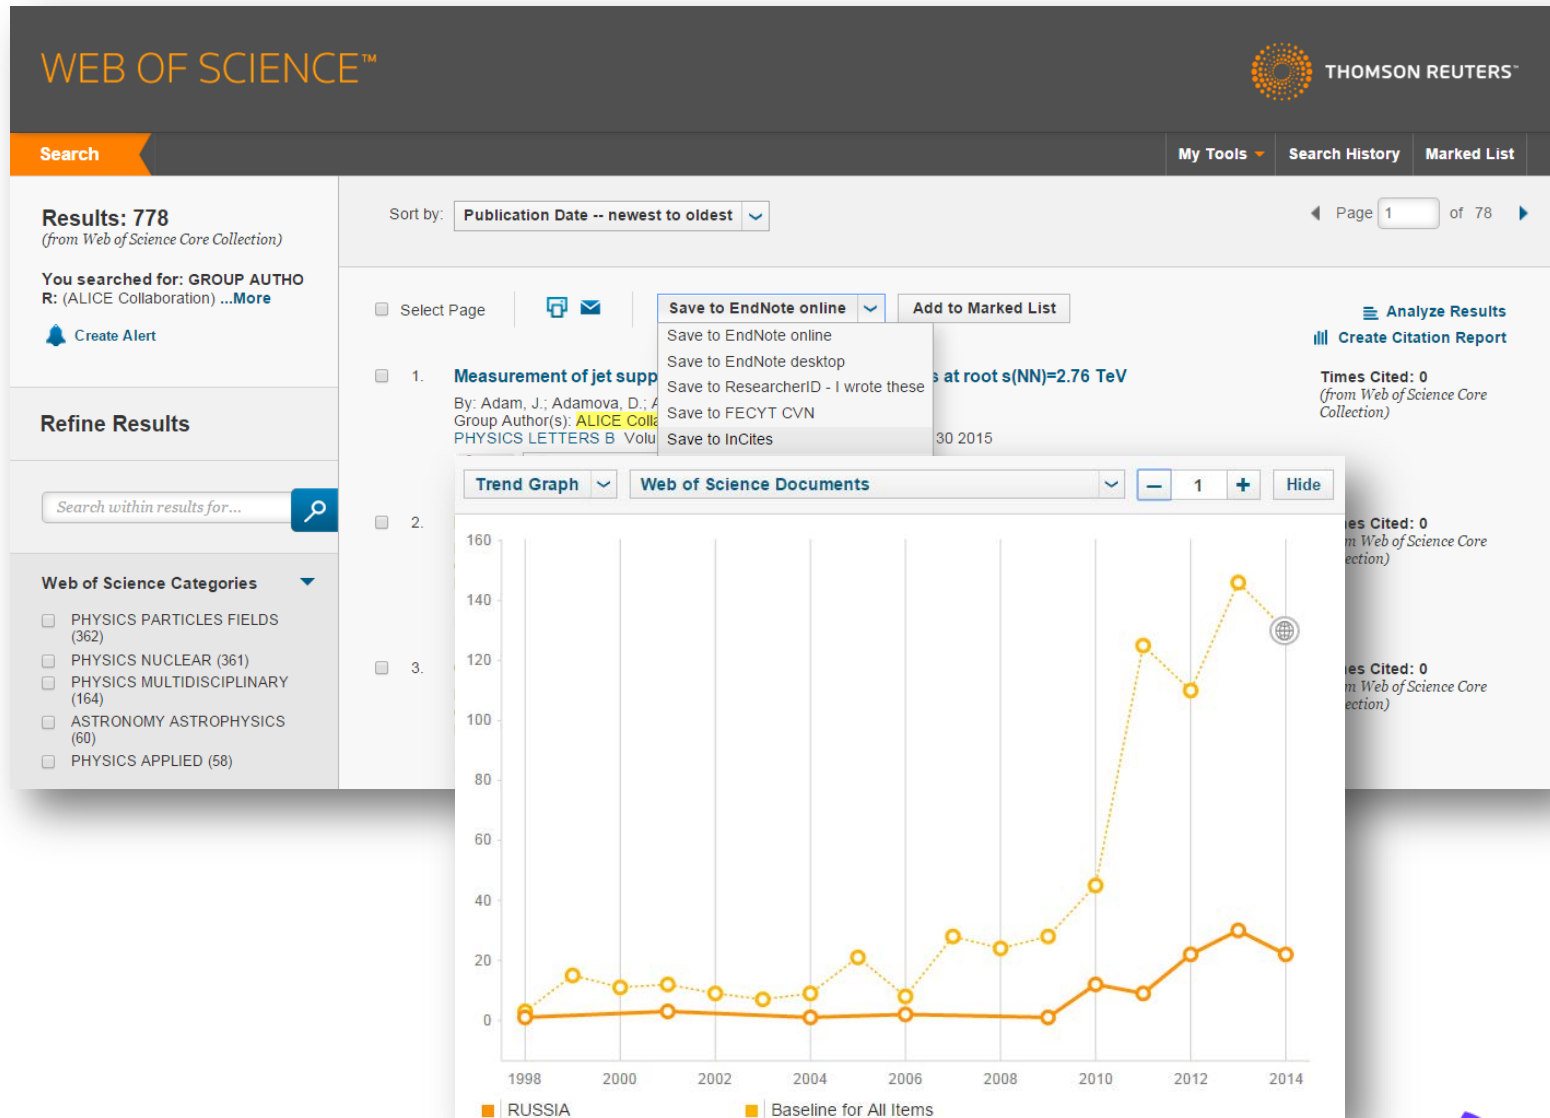 WEB OF SCIENCE™
THOMSON REUTERS™
Search
My Tools
Search History
Marked List
Results: 778
(from Web of Science Core Collection)
You searched for: GROUP AUTHO
R: (ALICE Collaboration) ...More
Create Alert
Refine Results
Search within results for...
Web of Science Categories
PHYSICS PARTICLES FIELDS
(362)
PHYSICS NUCLEAR (361)
PHYSICS MULTIDISCIPLINARY
(164)
ASTRONOMY ASTROPHYSICS
(60)
PHYSICS APPLIED (58)
Sort by: Publication Date -- newest to oldest
Page 1 of 78
Select Page
Save to EndNote online
Add to Marked List
Save to EndNote online
Save to EndNote desktop
Save to ResearcherID - I wrote these
Save to FECYT CVN
Save to InCites
Analyze Results
Create Citation Report
1. Measurement of jet supp s at root s(NN)=2.76 TeV
By: Adam, J.; Adamova, D.; A
Group Author(s): ALICE Colla
PHYSICS LETTERS B Volu 30 2015
Times Cited: 0
(from Web of Science Core
Collection)
2.
es Cited: 0
m Web of Science Core
ection)
3.
es Cited: 0
m Web of Science Core
ection)
Trend Graph
Web of Science Documents
1
Hide
160
140
120
100
80
60
40
20
0
1998 2000 2002 2004 2006 2008 2010 2012 2014
RUSSIA
Baseline for All Items